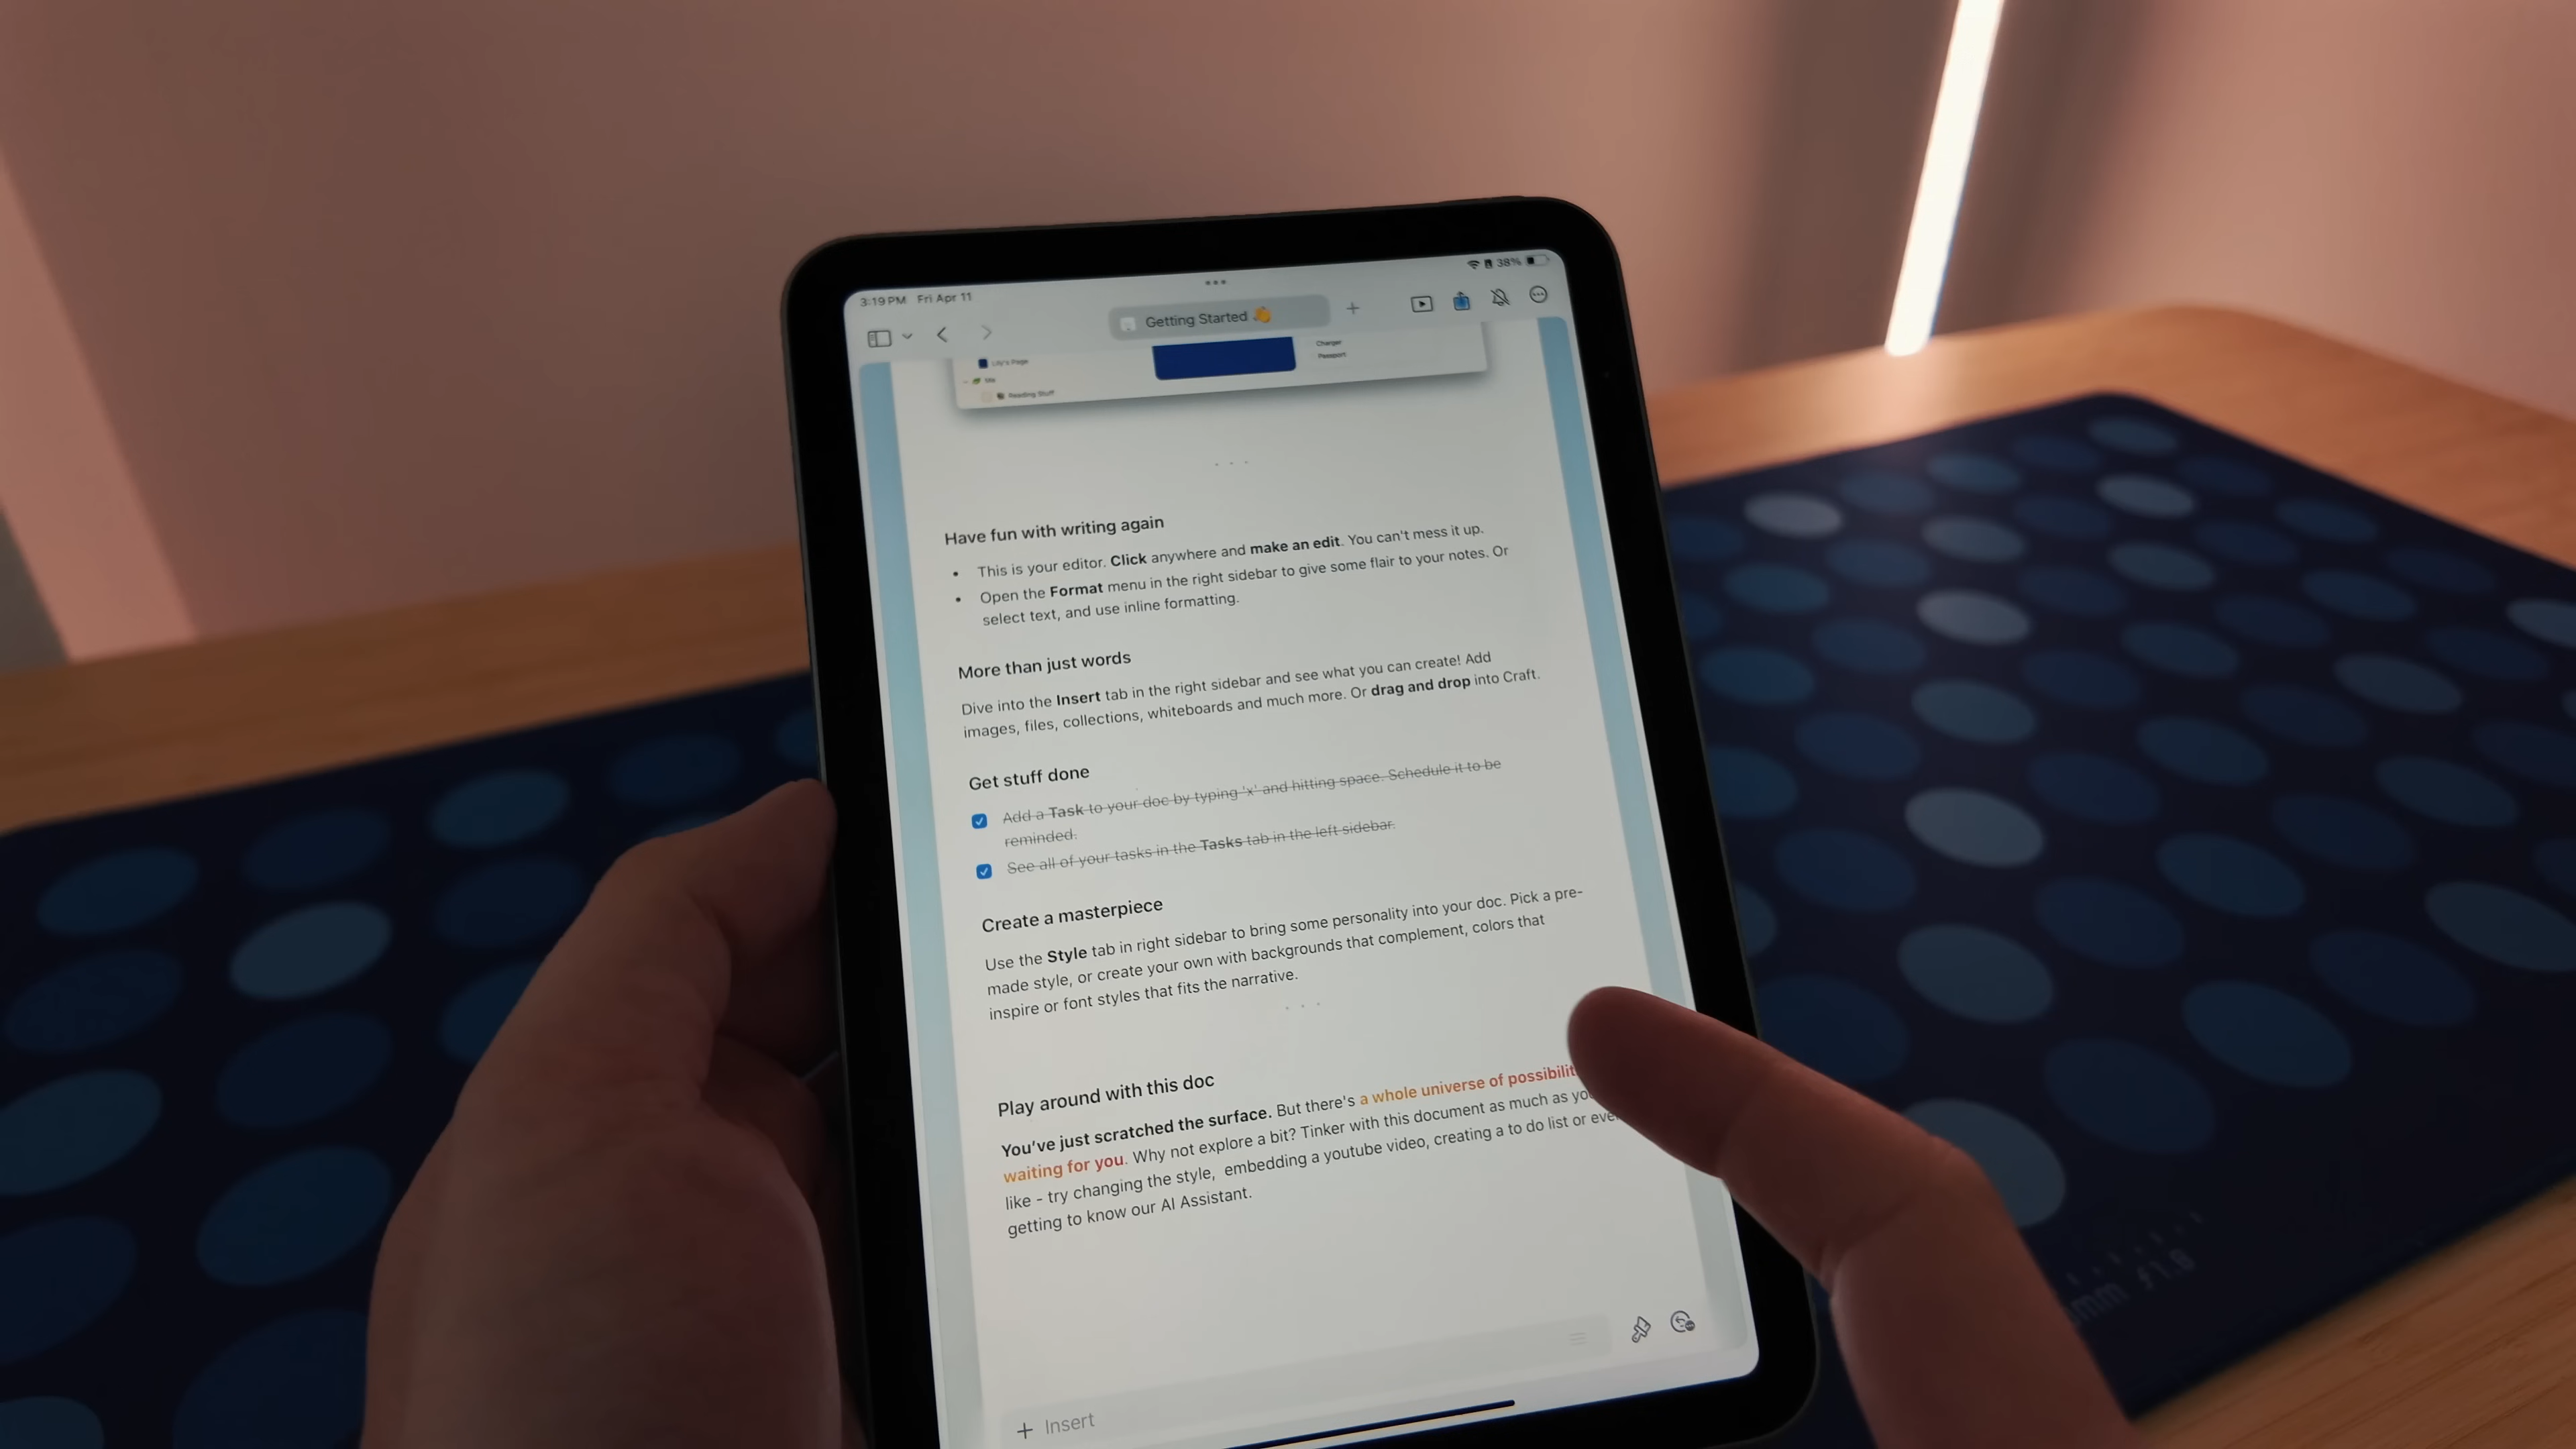 3:19 PM Fri Apr 11
38%
Getting Started
Lily's Page
Me
Reading Stuff
Charger
Passport
Have fun with writing again
• This is your editor. Click anywhere and make an edit. You can't mess it up.
• Open the Format menu in the right sidebar to give some flair to your notes. Or
select text, and use inline formatting.
More than just words
Dive into the Insert tab in the right sidebar and see what you can create! Add
images, files, collections, whiteboards and much more. Or drag and drop into Craft.
Get stuff done
Add a Task to your doc by typing 'x' and hitting space. Schedule it to be
reminded.
See all of your tasks in the Tasks tab in the left sidebar.
Create a masterpiece
Use the Style tab in right sidebar to bring some personality into your doc. Pick a pre-
made style, or create your own with backgrounds that complement, colors that
inspire or font styles that fits the narrative.
Play around with this doc
You've just scratched the surface. But there's a whole universe of
waiting for you. Why not explore a bit? Tinker with this document as much as
like - try changing the style, embedding a youtube video, creating a to do list or
getting to know our AI Assistant.
+ Insert
mm f1.8